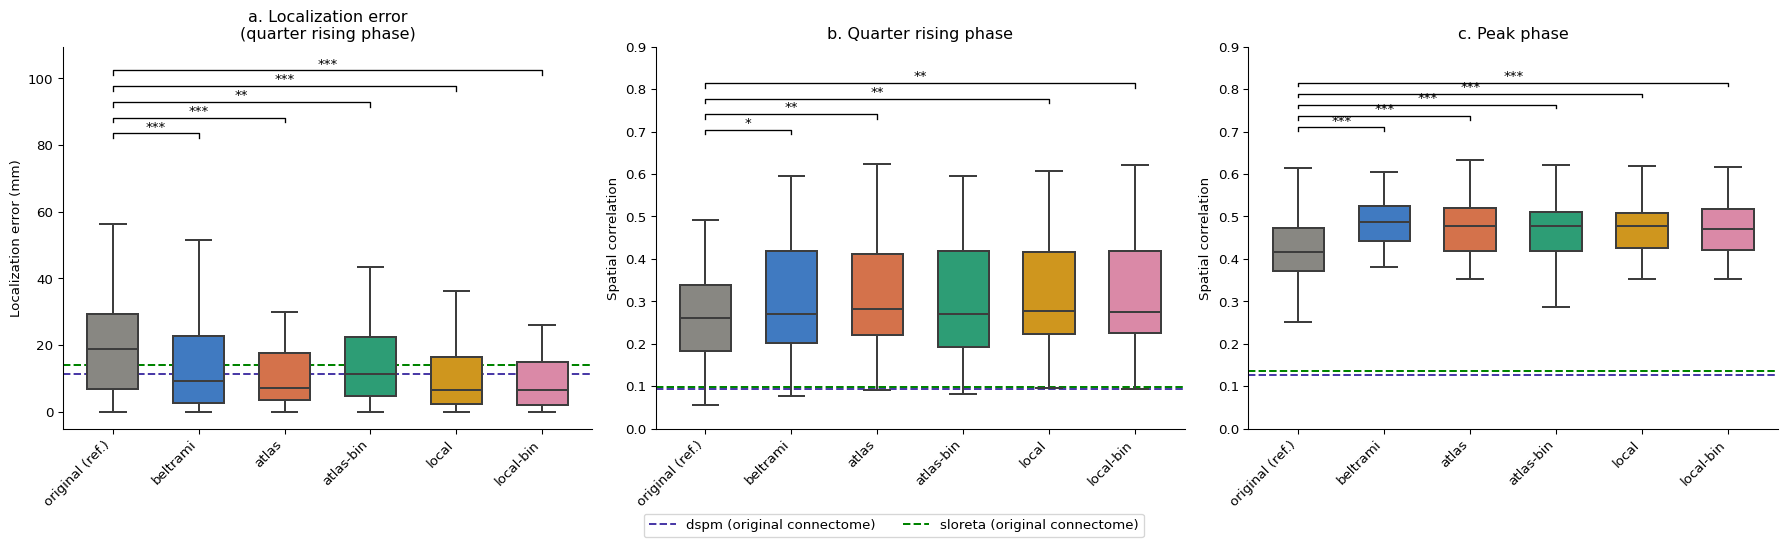 a. Localization error
(quarter rising phase)
Localization error (mm)
100
80
60
40
20
0
***
***
**
***
***
original (ref.)
beltrami
atlas
atlas-bin
local
local-bin
b. Quarter rising phase
Spatial correlation
0.9
0.8
0.7
0.6
0.5
0.4
0.3
0.2
0.1
0.0
**
**
**
*
original (ref.)
beltrami
atlas
atlas-bin
local
local-bin
c. Peak phase
Spatial correlation
0.9
0.8
0.7
0.6
0.5
0.4
0.3
0.2
0.1
0.0
***
***
***
***
***
original (ref.)
beltrami
atlas
atlas-bin
local
local-bin
dspm (original connectome)
sloreta (original connectome)